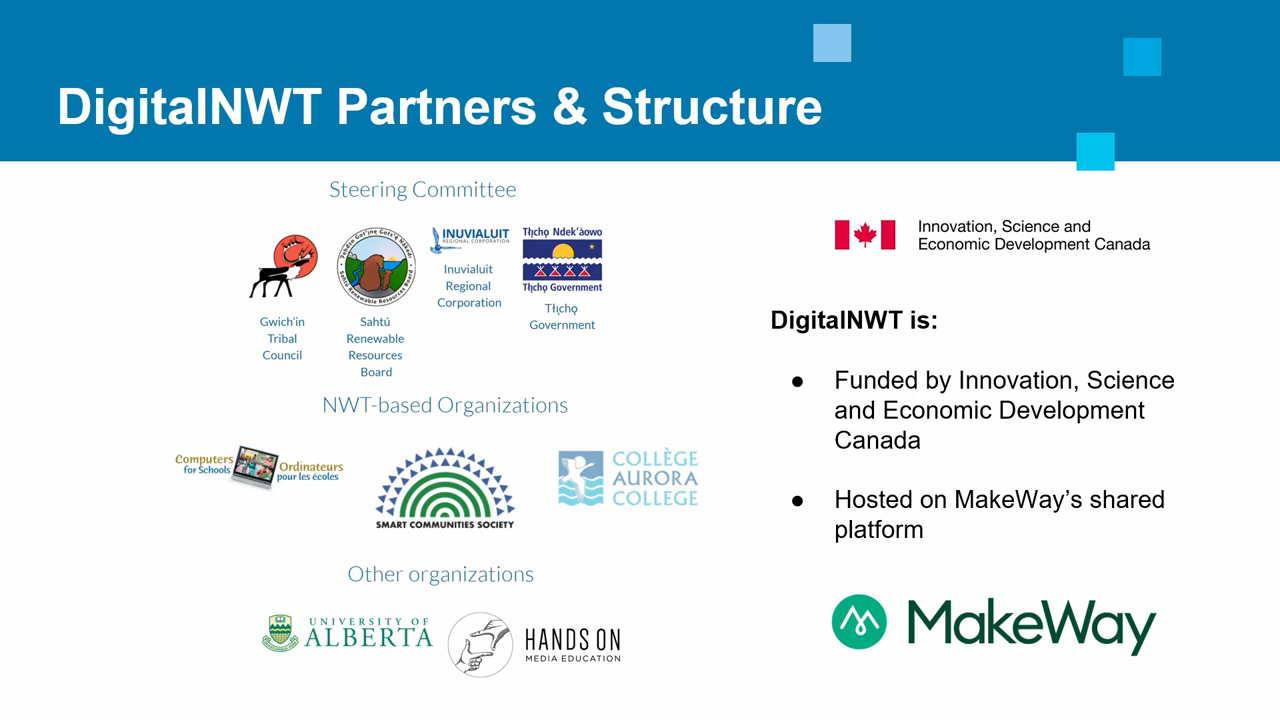 DigitalNWT Partners & Structure
Steering Committee
Gwich'in
Tribal
Council
Sahtú Renewable Resources Board
Sahtú
Renewable
Resources
Board
INUVIALUIT
REGIONAL CORPORATION
Inuvialuit
Regional
Corporation
Tłı̨chǫ Ndek'àowo
Tłı̨chǫ Government
Tłı̨chǫ
Government
NWT-based Organizations
Computers
for Schools
Ordinateurs
pour les écoles
SMART COMMUNITIES SOCIETY
COLLÈGE
AURORA
COLLEGE
Other organizations
UNIVERSITY OF
ALBERTA
HANDS ON
MEDIA EDUCATION
Innovation, Science and
Economic Development Canada
DigitalNWT is:
● Funded by Innovation, Science
and Economic Development
Canada
● Hosted on MakeWay’s shared
platform
MakeWay